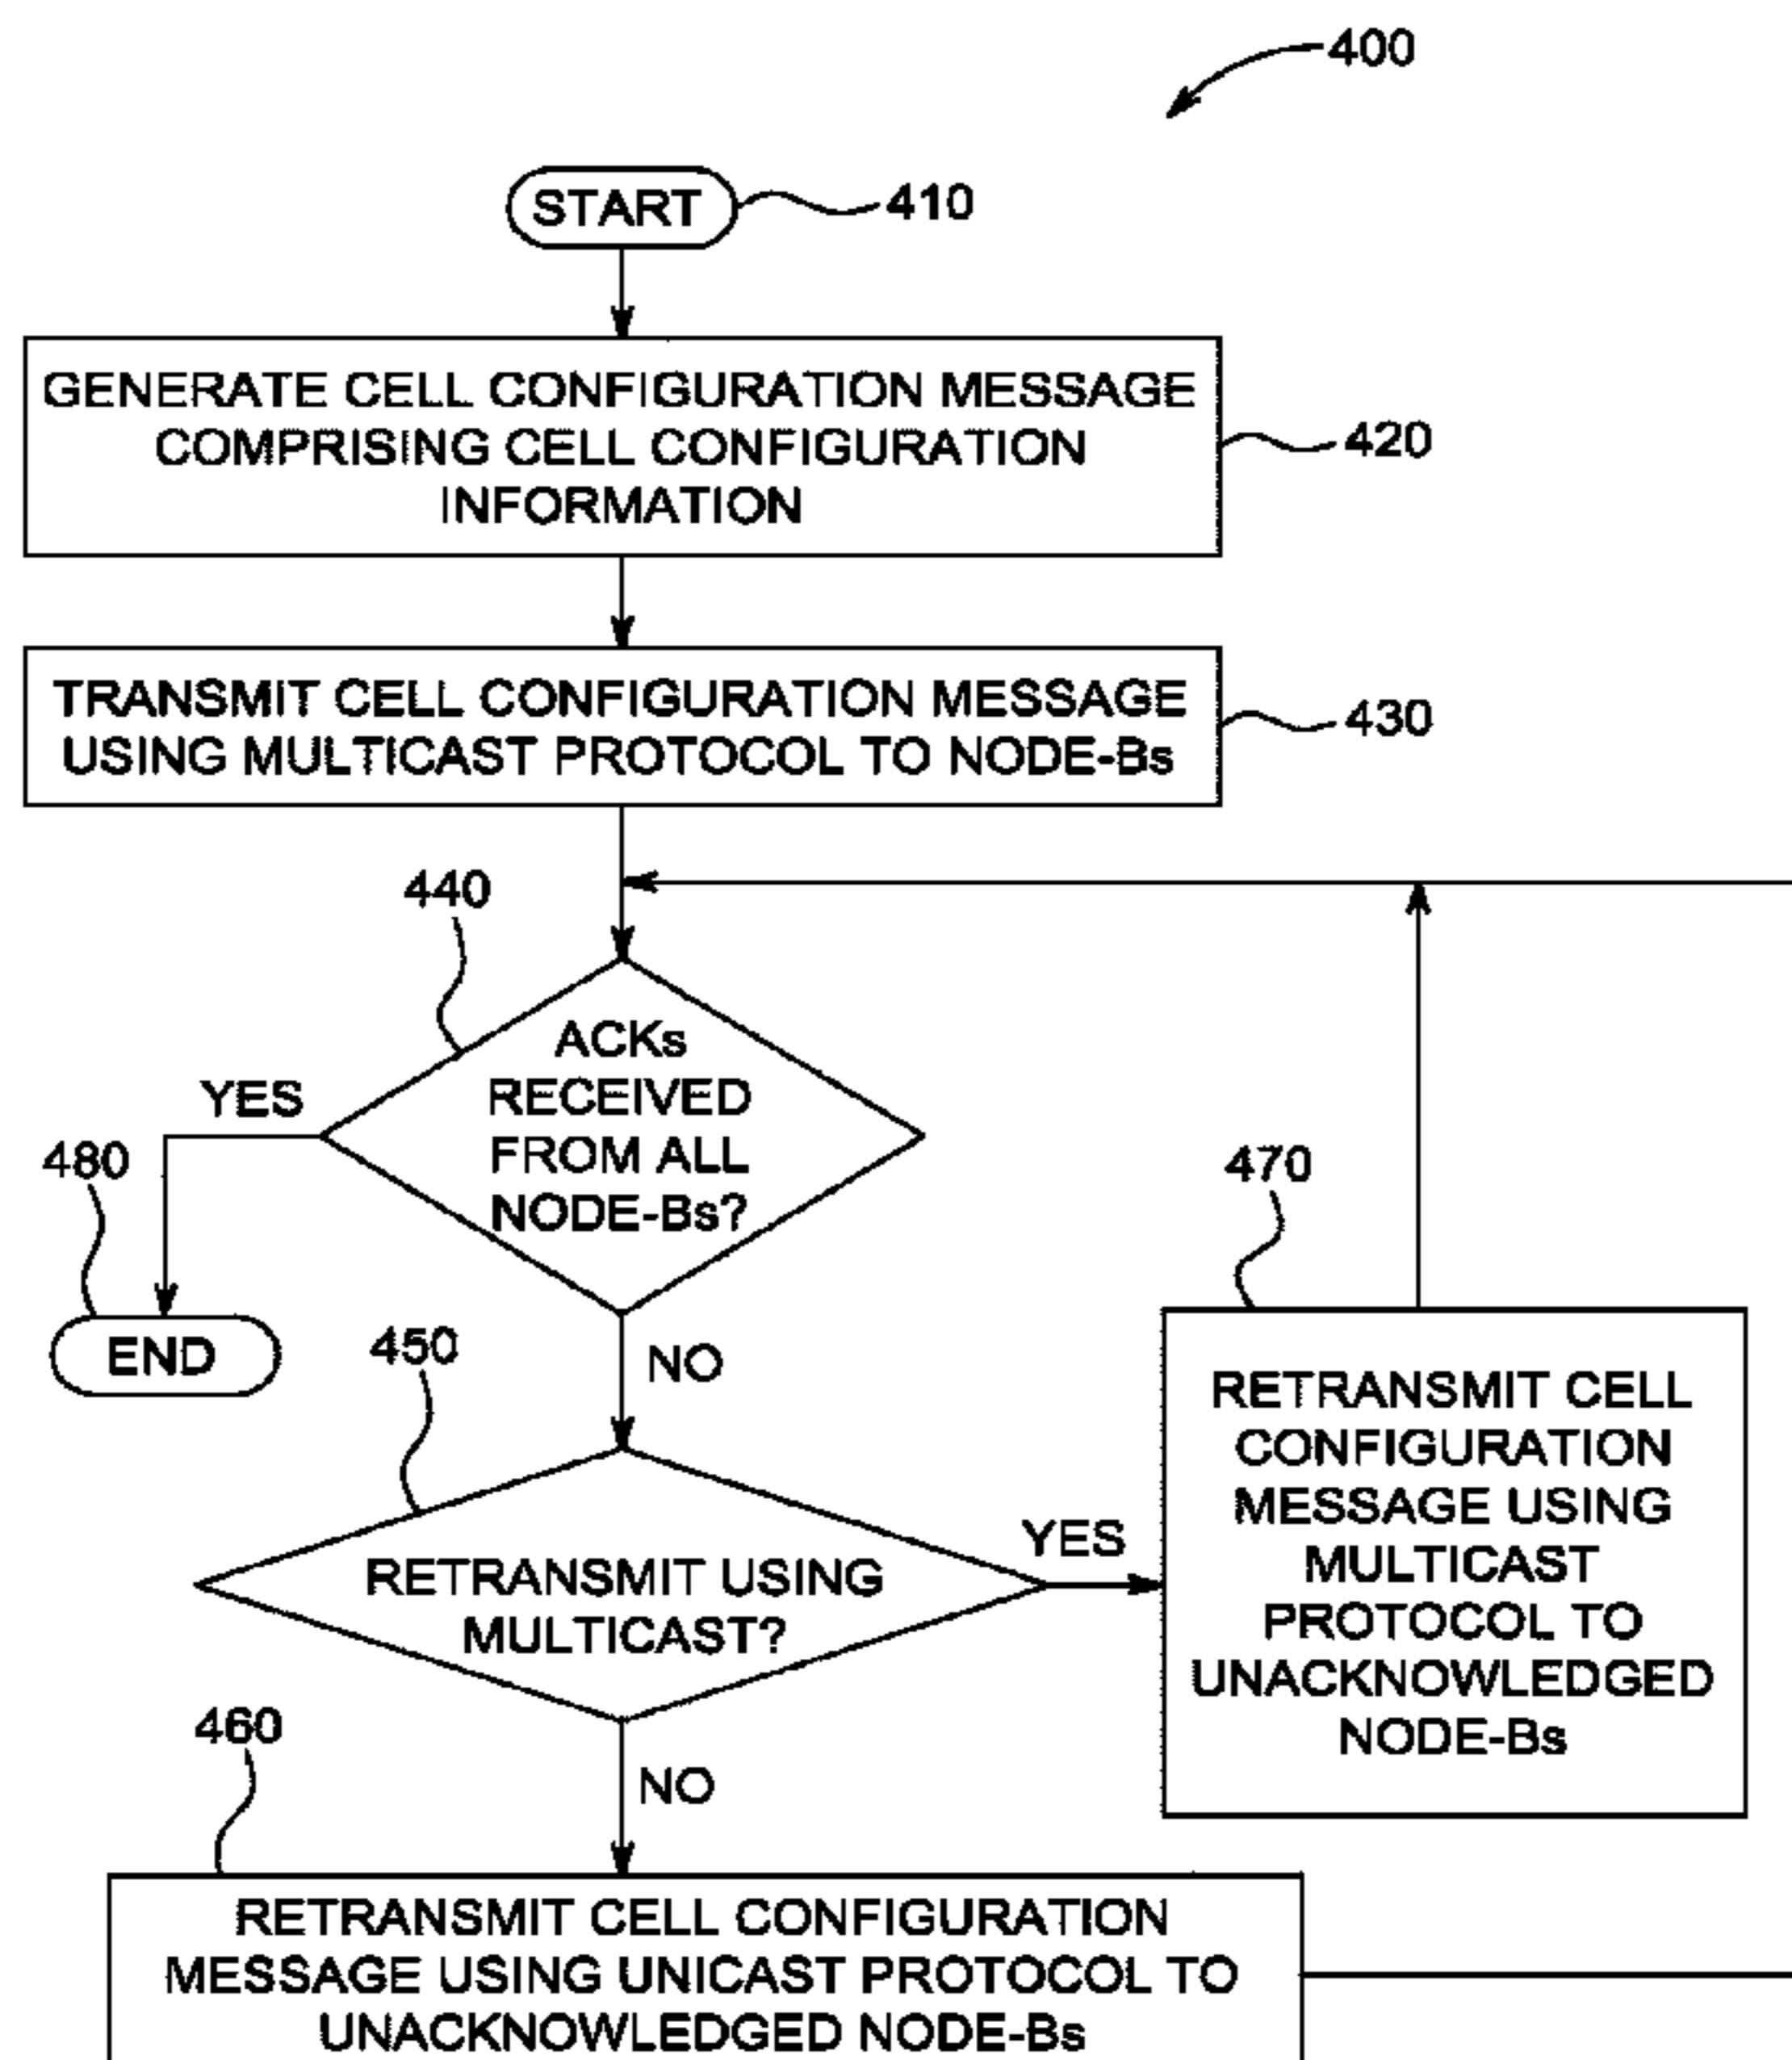 400
START
410
GENERATE CELL CONFIGURATION MESSAGE
COMPRISING CELL CONFIGURATION
INFORMATION
420
TRANSMIT CELL CONFIGURATION MESSAGE
USING MULTICAST PROTOCOL TO NODE-Bs
430
440
ACKs
RECEIVED
FROM ALL
NODE-Bs?
YES
480
END
NO
450
RETRANSMIT USING
MULTICAST?
YES
470
RETRANSMIT CELL
CONFIGURATION
MESSAGE USING
MULTICAST
PROTOCOL TO
UNACKNOWLEDGED
NODE-Bs
NO
460
RETRANSMIT CELL CONFIGURATION
MESSAGE USING UNICAST PROTOCOL TO
UNACKNOWLEDGED NODE-Bs